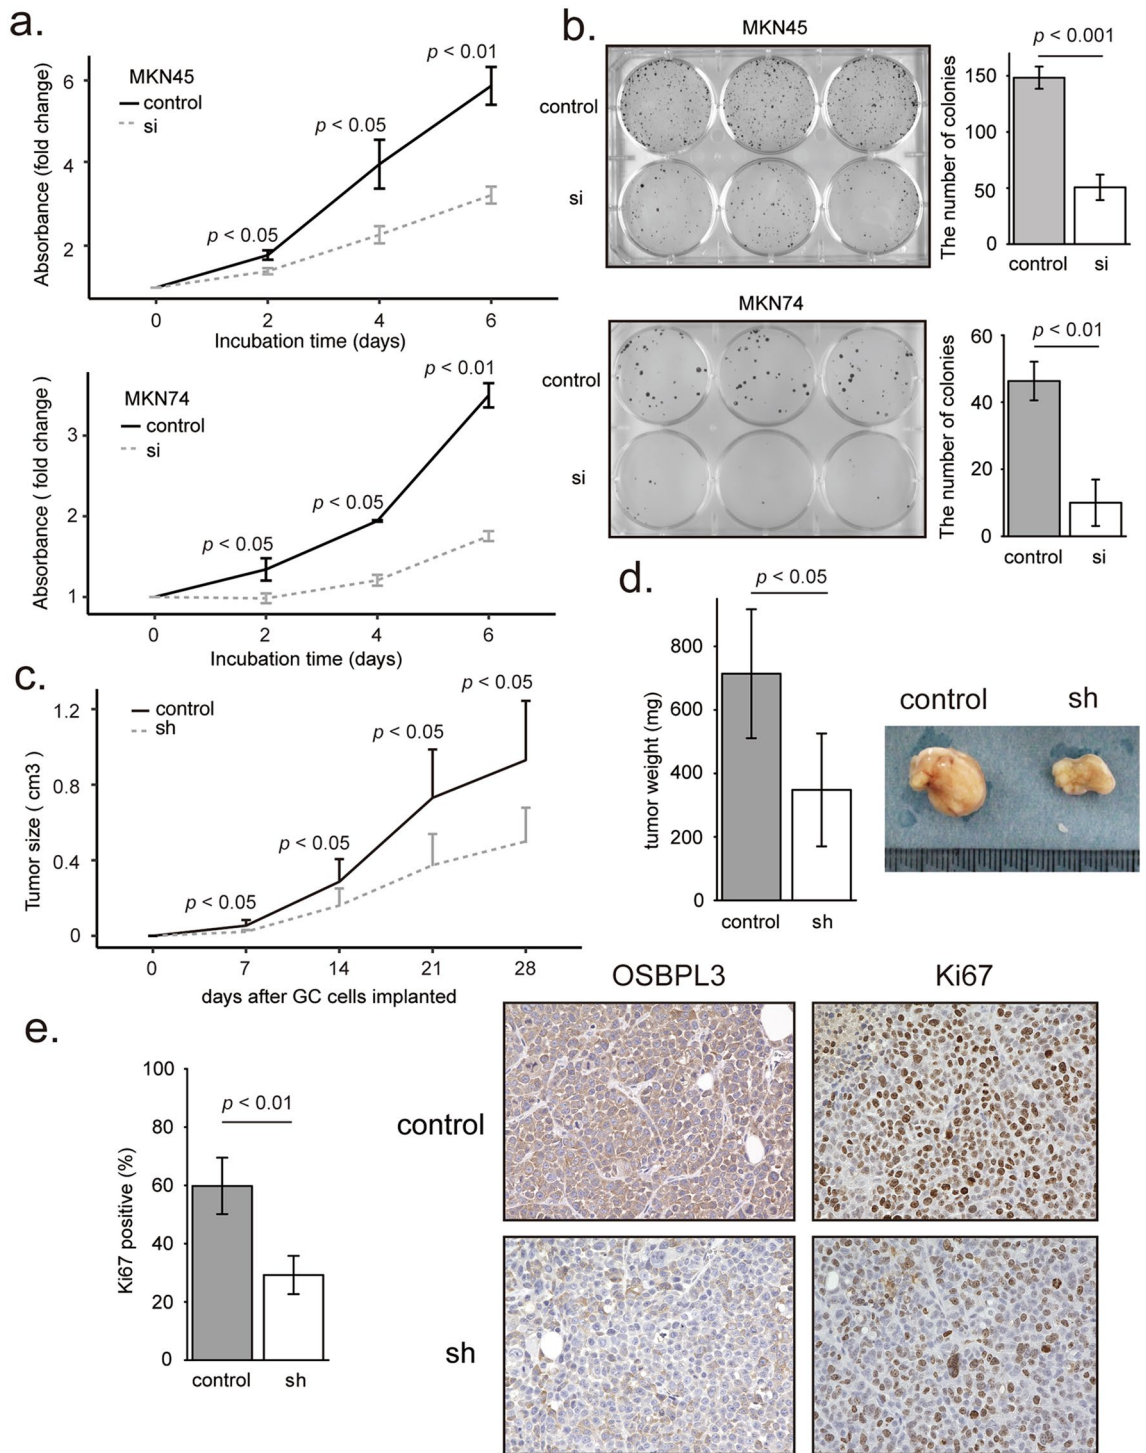 a.
MKN45
control
si
Absorbance (fold change)
6
4
2
p < 0.05
p < 0.05
p < 0.01
0
2
4
6
Incubation time (days)
MKN74
control
si
Absorbance ( fold change )
3
2
1
p < 0.05
p < 0.05
p < 0.01
0
2
4
6
Incubation time (days)
b.
MKN45
control
si
The number of colonies
150
100
50
0
p < 0.001
control
si
MKN74
control
si
The number of colonies
60
40
20
0
p < 0.01
control
si
c.
control
sh
Tumor size ( cm3 )
1.2
0.8
0.4
0
p < 0.05
p < 0.05
p < 0.05
p < 0.05
0
7
14
21
28
days after GC cells implanted
d.
tumor weight (mg)
800
600
400
200
0
p < 0.05
control
sh
control
sh
e.
Ki67 positive (%)
100
80
60
40
20
0
p < 0.01
control
sh
OSBPL3
Ki67
control
sh